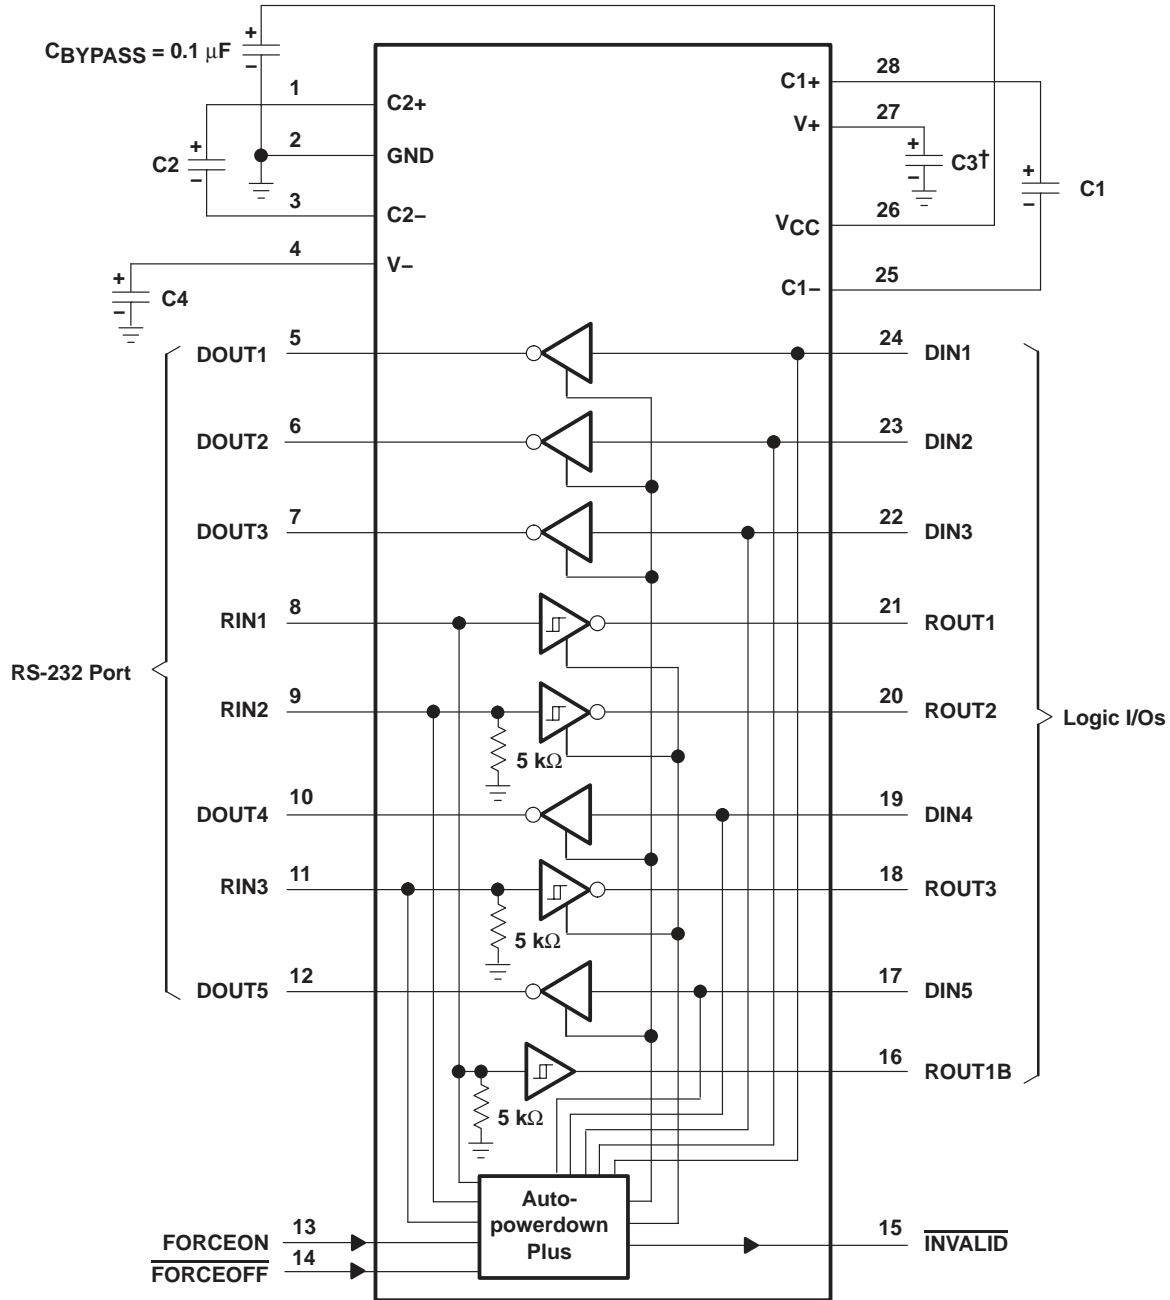 CBYPASS = 0.1 μF
+
–
1
C2+
C1+
28
V+
27
+
C2
–
2
GND
+
C3†
–
+
C1
–
3
C2–
VCC
26
4
V–
C1–
25
+
C4
–
DOUT1
5
24
DIN1
DOUT2
6
23
DIN2
DOUT3
7
22
DIN3
RIN1
8
21
ROUT1
RS-232 Port
RIN2
9
20
ROUT2
Logic I/Os
5 kΩ
DOUT4
10
19
DIN4
RIN3
11
18
ROUT3
5 kΩ
DOUT5
12
17
DIN5
16
ROUT1B
5 kΩ
Auto-
powerdown
Plus
FORCEON
13
15
INVALID
FORCEOFF
14